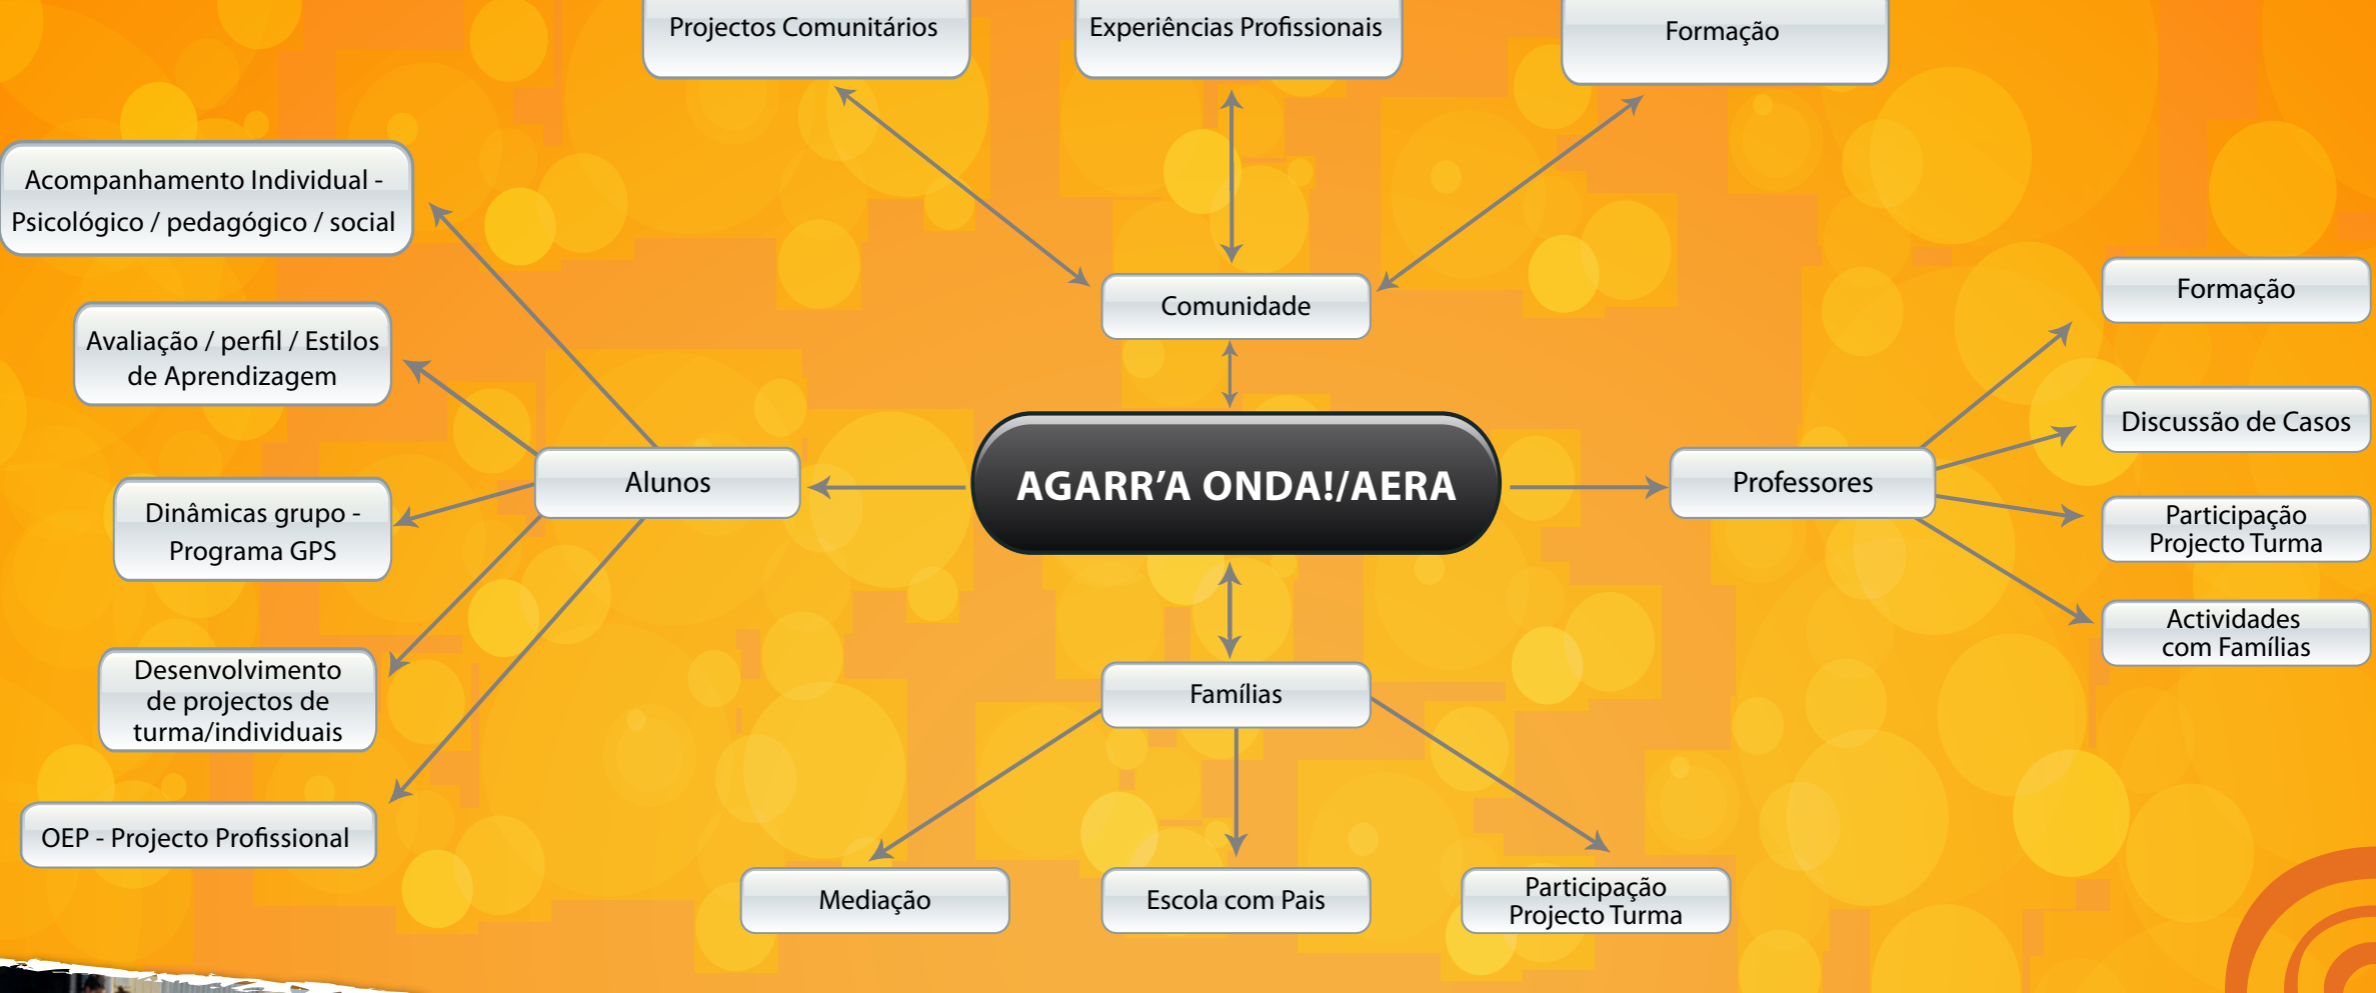 Projectos Comunitários
Experiências Profissionais
Formação
Acompanhamento Individual -
Psicológico / pedagógico / social
Avaliação / perfil / Estilos
de Aprendizagem
Dinâmicas grupo -
Programa GPS
Desenvolvimento
de projectos de
turma/individuais
OEP - Projecto Profissional
Alunos
Comunidade
AGARR'A ONDA!/AERA
Famílias
Mediação
Escola com Pais
Participação
Projecto Turma
Professores
Formação
Discussão de Casos
Participação
Projecto Turma
Actividades
com Famílias